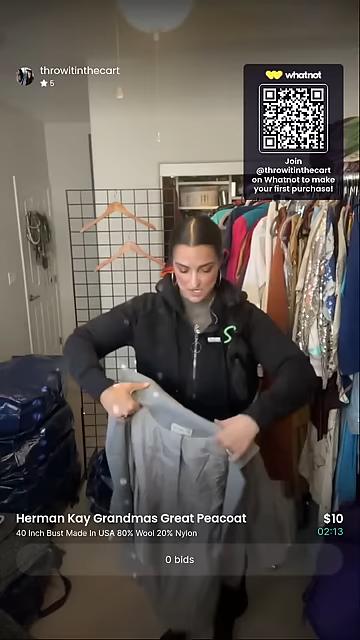 throwitinthecart
★ 5
whatnot
Join
@throwitinthecart
on Whatnot to make
your first purchase!
S
Herman Kay Grandmas Great Peacoat
$10
40 Inch Bust Made In USA 80% Wool 20% Nylon
02:13
0 bids